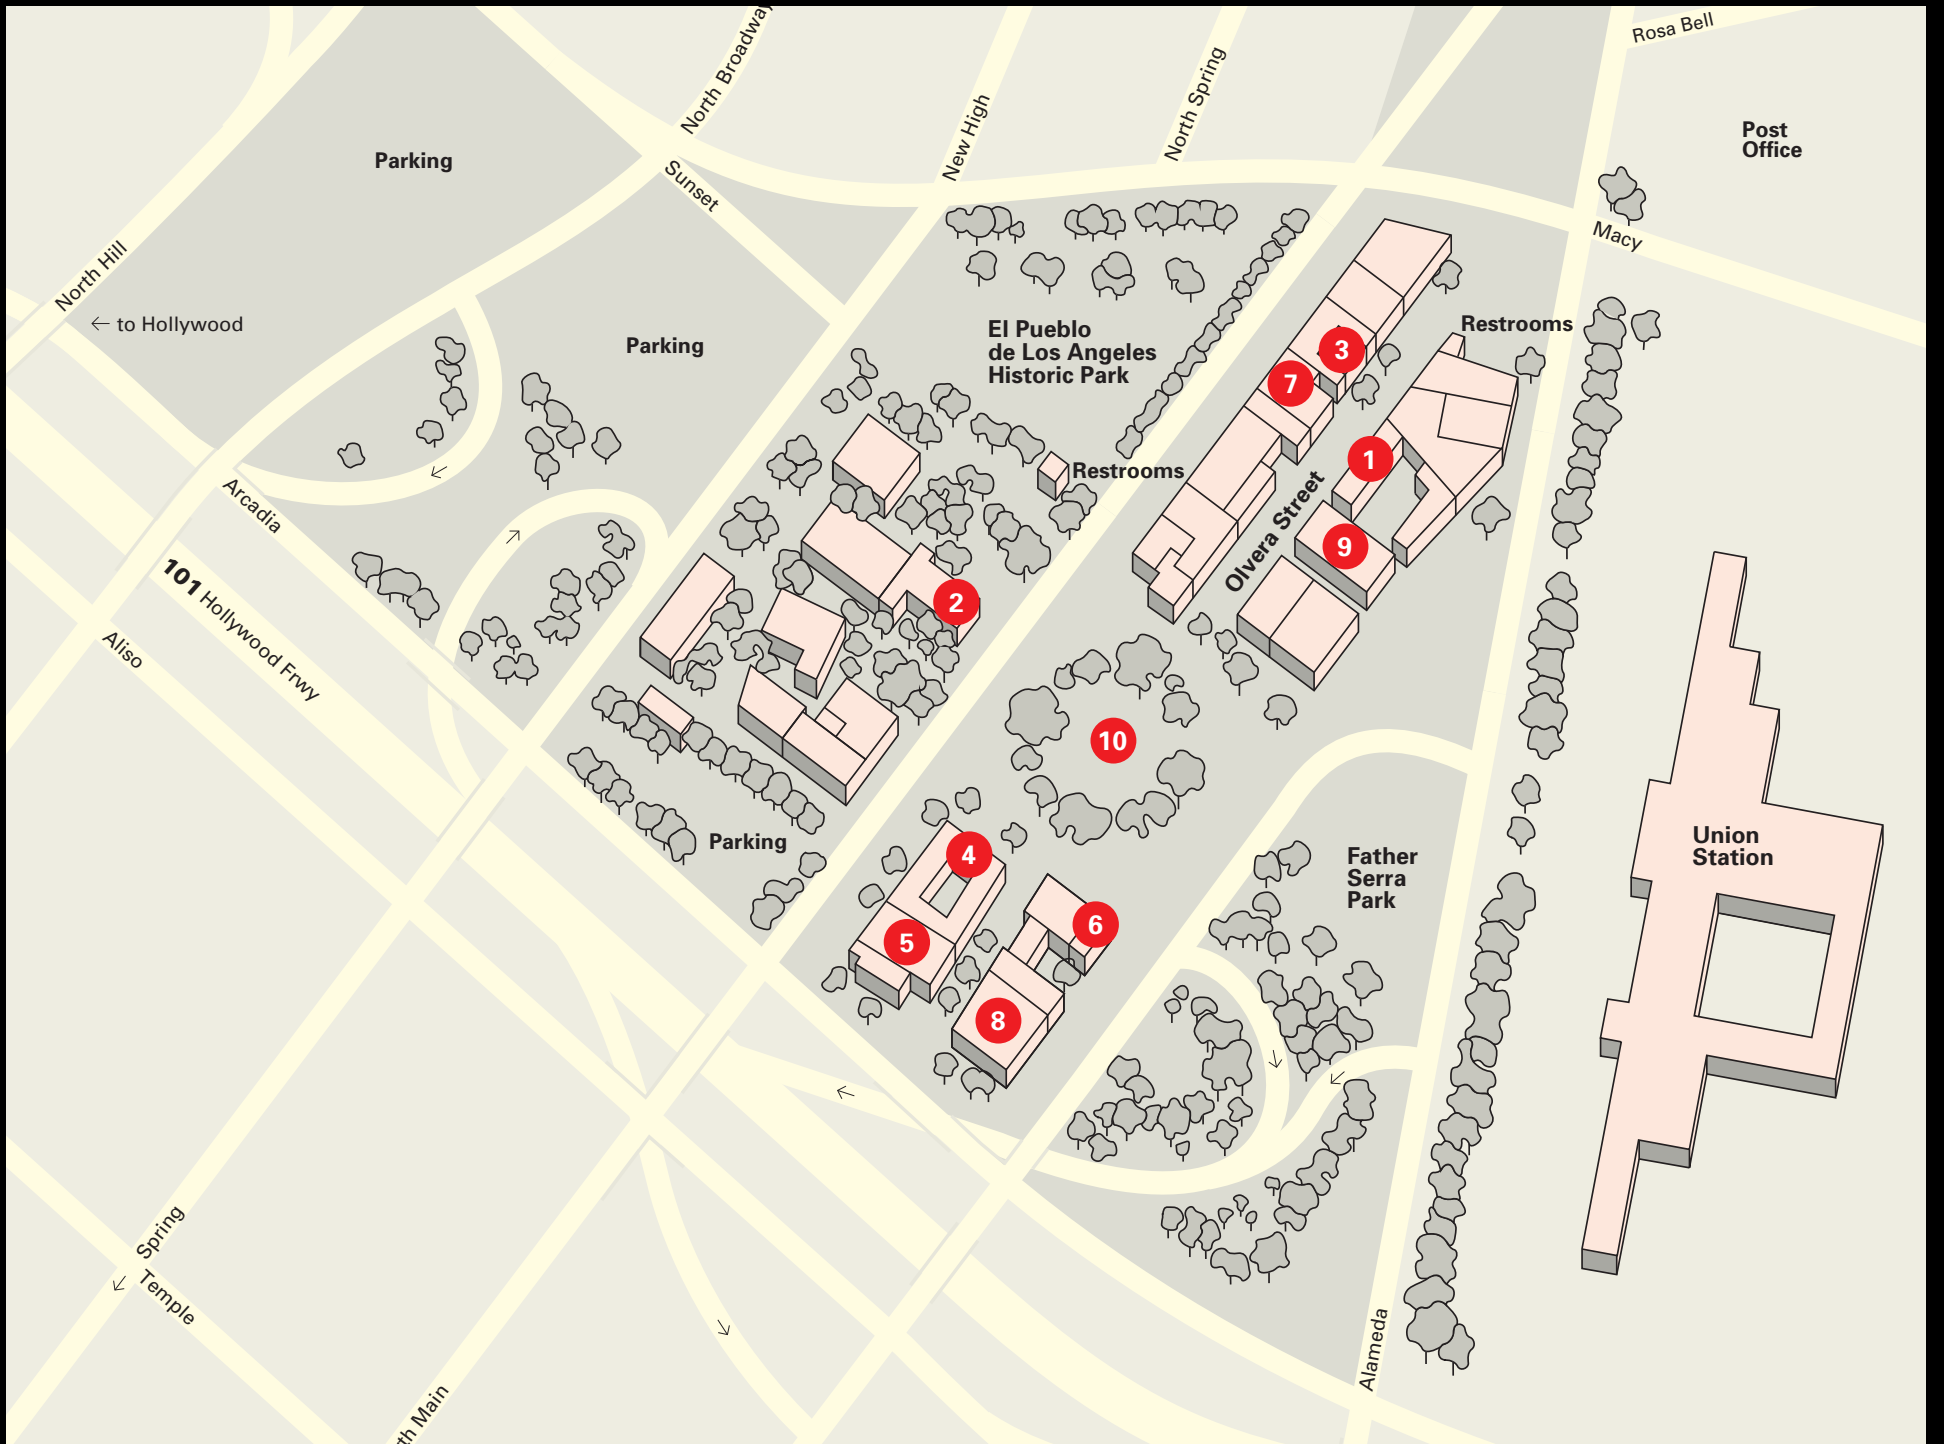 Rosa Bell
North Broadway
New High
North Spring
Post
Office
Parking
Sunset
Macy
North Hill
← to Hollywood
Parking
El Pueblo
de Los Angeles
Historic Park
Restrooms
3
7
1
Restrooms
Olvera Street
9
Arcadia
101 Hollywood Frwy
Aliso
2
10
Parking
4
Father
Serra
Park
Union
Station
5
6
8
Spring
Temple
Alameda
th Main